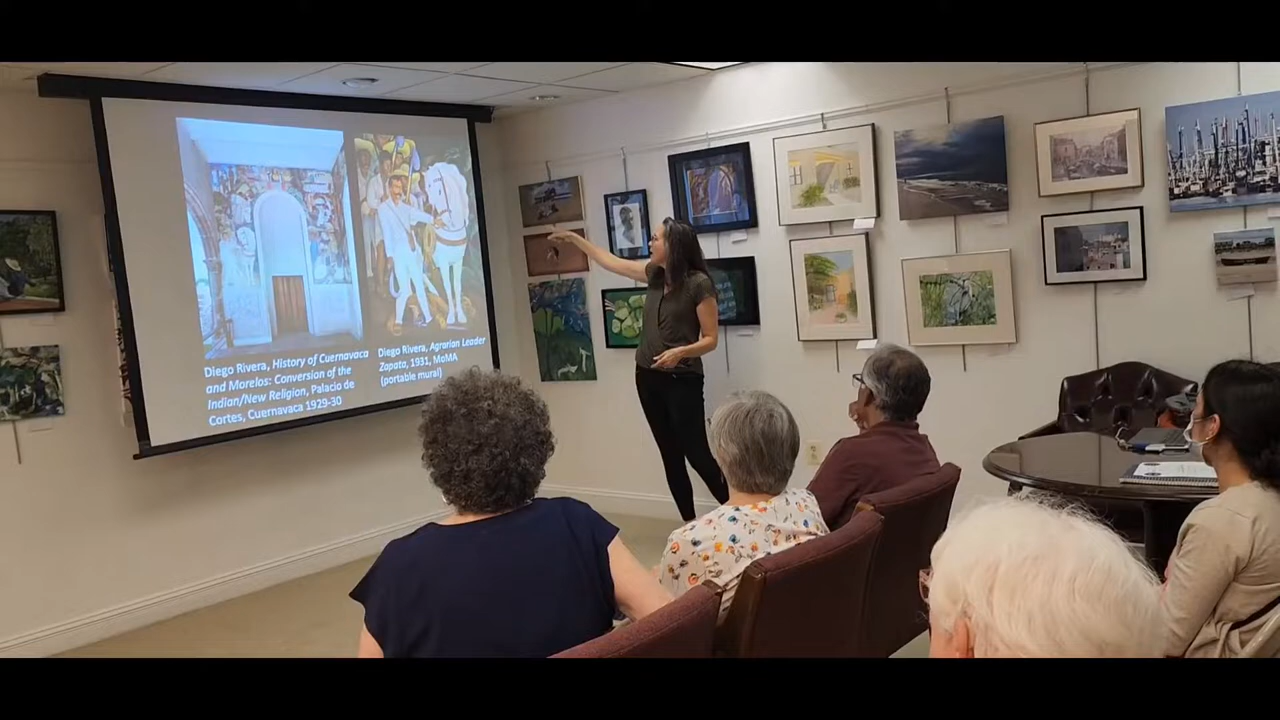 Diego Rivera, History of Cuernavaca
and Morelos: Conversion of the
Indian/New Religion, Palacio de
Cortes, Cuernavaca 1929-30
Diego Rivera, Agrarian Leader
Zapata, 1931, MoMA
(portable mural)